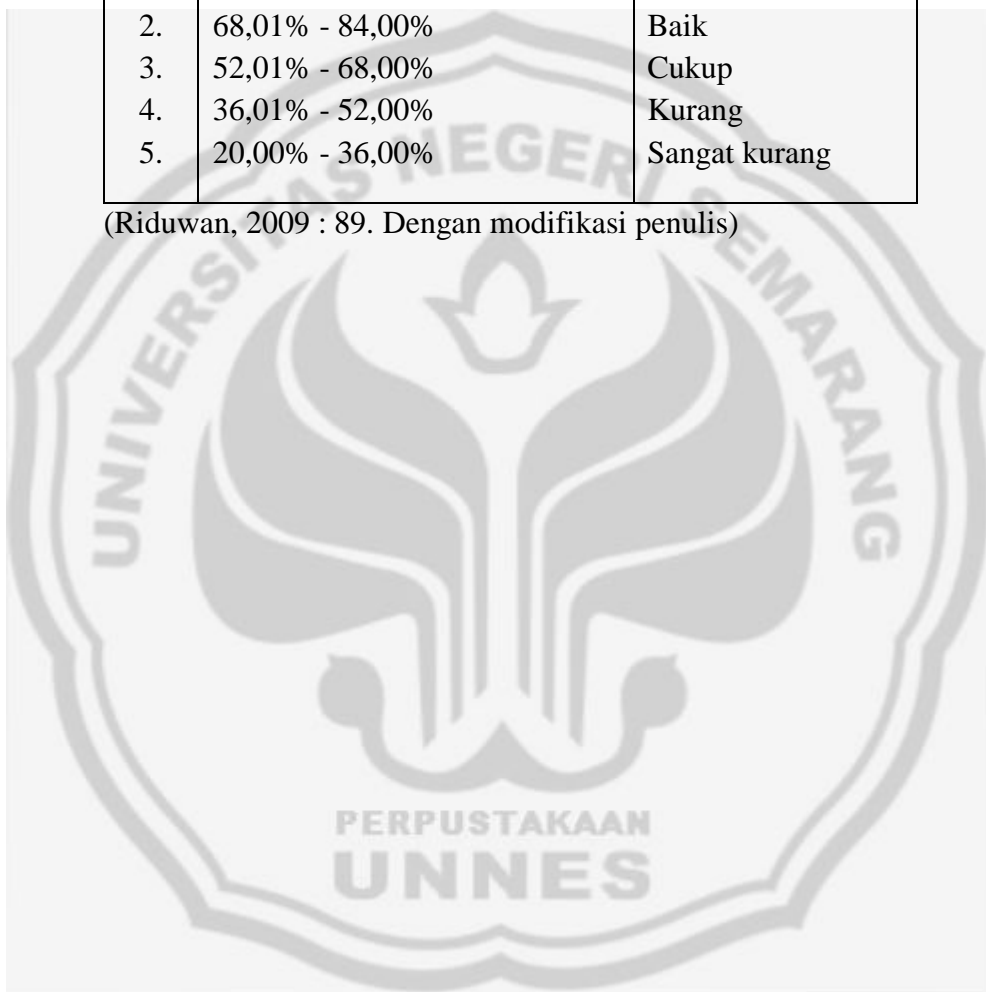 2. 68,01% - 84,00% Baik
3. 52,01% - 68,00% Cukup
4. 36,01% - 52,00% Kurang
5. 20,00% - 36,00% Sangat kurang
(Riduwan, 2009 : 89. Dengan modifikasi penulis)
UNIVERSITAS NEGERI SEMARANG
PERPUSTAKAAN
UNNES